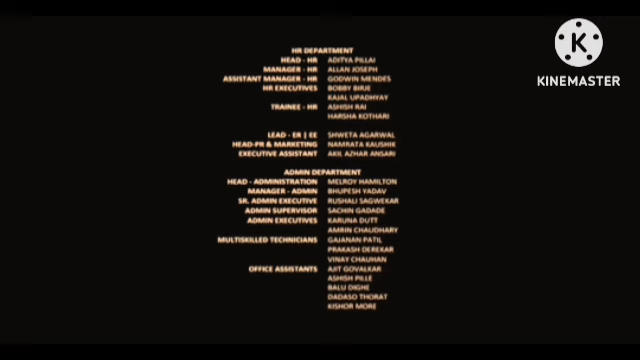 HR DEPARTMENT
HEAD - HR ADITYA PILLAI
MANAGER - HR ALLAN JOSEPH
ASSISTANT MANAGER - HR GODWIN MENDES
HR EXECUTIVES BOBBY BIRJE
KAJAL UPADHYAY
TRAINEE - HR ASHISH RAI
HARSHA KOTHARI
LEAD - ER | EE SHWETA AGARWAL
HEAD-PR & MARKETING NAMRATA KAUSHIK
EXECUTIVE ASSISTANT AKIL AZHAR ANSARI
ADMIN DEPARTMENT
HEAD - ADMINISTRATION MELROY HAMILTON
MANAGER - ADMIN BHUPESH YADAV
SR. ADMIN EXECUTIVE RUSHALI SAGWEKAR
ADMIN SUPERVISOR SACHIN GADADE
ADMIN EXECUTIVES KARUNA DUTT
AMRIN CHAUDHARY
MULTISKILLED TECHNICIANS GAJANAN PATIL
PRAKASH DEREKAR
VINAY CHAUHAN
OFFICE ASSISTANTS AJIT GOVALKAR
ASHISH PILLE
BALU DIGHE
DADASO THORAT
KISHOR MORE
K
KINEMASTER